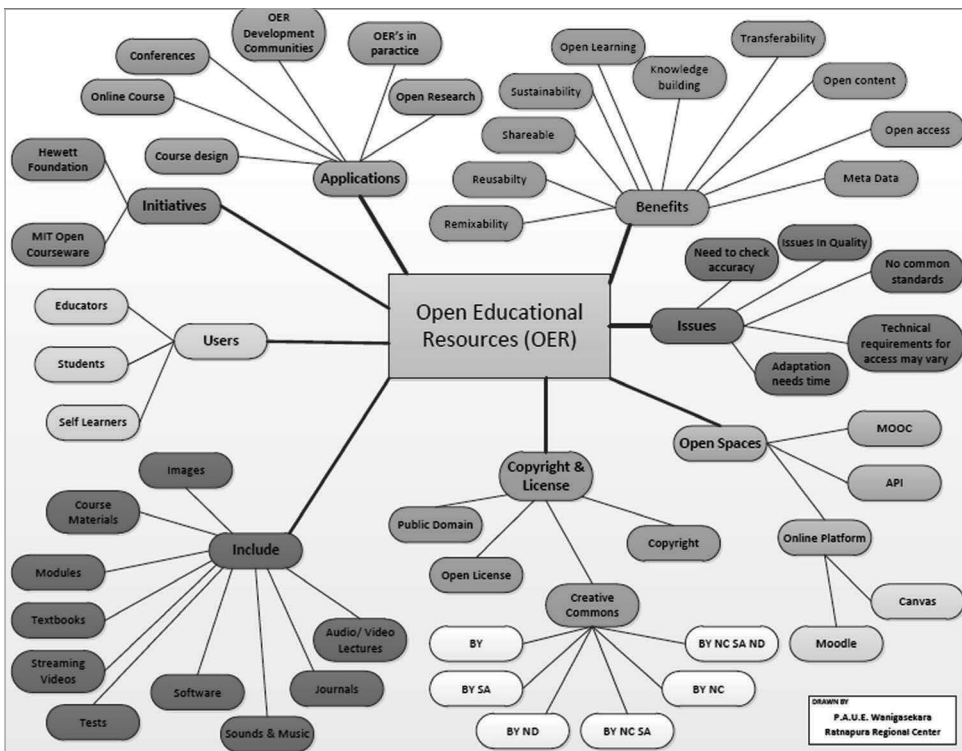 OER
Development
Communities
OER's in
paractice
Conferences
Online Course
Open Research
Course design
Applications
Hewett
Foundation
Initiatives
MIT Open
Courseware
Transferability
Open Learning
Knowledge
building
Open content
Sustainability
Shareable
Open access
Reusabilty
Meta Data
Remixability
Benefits
Need to check
accuracy
Issues In Quality
No common
standards
Issues
Technical
requirements for
access may vary
Adaptation
needs time
Open Educational
Resources (OER)
Educators
Users
Students
Self Learners
Open Spaces
MOOC
API
Online Platform
Canvas
Moodle
Copyright &
License
Public Domain
Copyright
Open License
Creative
Commons
BY
BY NC SA ND
BY SA
BY NC
BY ND
BY NC SA
Images
Course
Materials
Include
Modules
Textbooks
Streaming
Videos
Tests
Software
Sounds & Music
Journals
Audio/ Video
Lectures
DRAWN BY
P.A.U.E. Wanigasekara
Ratnapura Regional Center